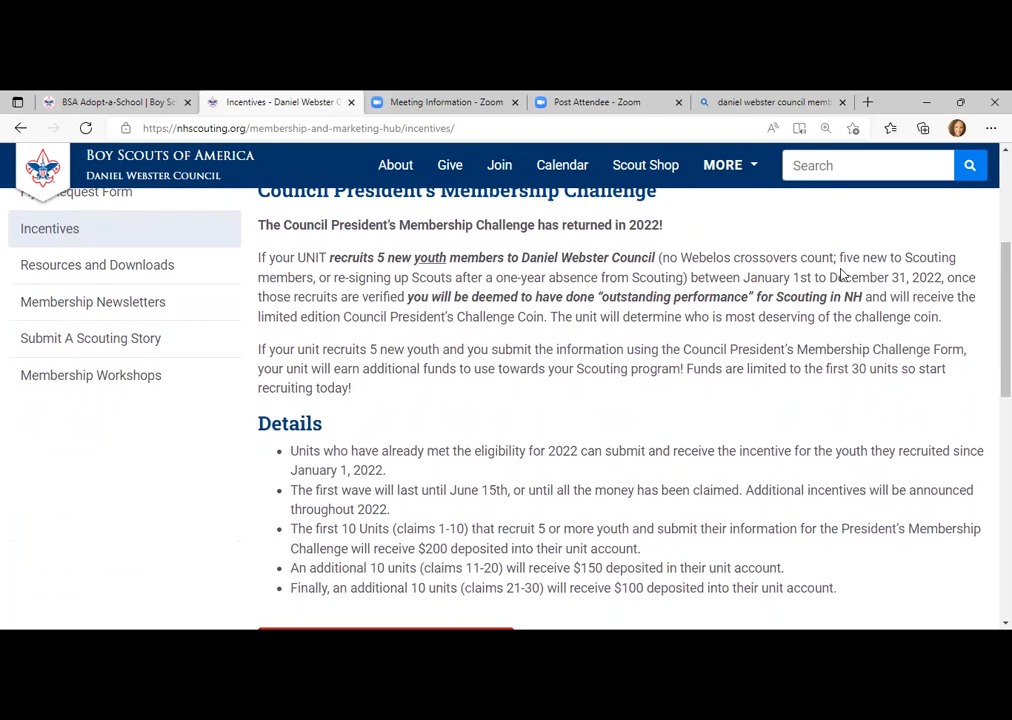 BSA Adopt-a-School | Boy Sc
Incentives - Daniel Webster C
Meeting Information - Zoom
Post Attendee - Zoom
daniel webster council memb
https://nhscouting.org/membership-and-marketing-hub/incentives/
BOY SCOUTS OF AMERICA
DANIEL WEBSTER COUNCIL
About Give Join Calendar Scout Shop MORE Search
Request Form
Incentives
Resources and Downloads
Membership Newsletters
Submit A Scouting Story
Membership Workshops
Council President's Membership Challenge
The Council President's Membership Challenge has returned in 2022!
If your UNIT recruits 5 new youth members to Daniel Webster Council (no Webelos crossovers count; five new to Scouting
members, or re-signing up Scouts after a one-year absence from Scouting) between January 1st to December 31, 2022, once
those recruits are verified you will be deemed to have done “outstanding performance” for Scouting in NH and will receive the
limited edition Council President's Challenge Coin. The unit will determine who is most deserving of the challenge coin.
If your unit recruits 5 new youth and you submit the information using the Council President's Membership Challenge Form,
your unit will earn additional funds to use towards your Scouting program! Funds are limited to the first 30 units so start
recruiting today!
Details
• Units who have already met the eligibility for 2022 can submit and receive the incentive for the youth they recruited since
January 1, 2022.
• The first wave will last until June 15th, or until all the money has been claimed. Additional incentives will be announced
throughout 2022.
• The first 10 Units (claims 1-10) that recruit 5 or more youth and submit their information for the President's Membership
Challenge will receive $200 deposited into their unit account.
• An additional 10 units (claims 11-20) will receive $150 deposited in their unit account.
• Finally, an additional 10 units (claims 21-30) will receive $100 deposited into their unit account.